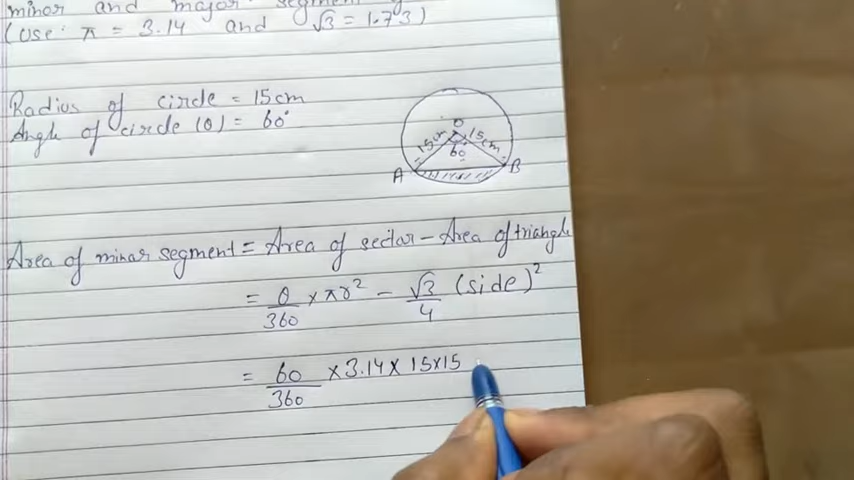 minor and major segment
(Use π = 3.14 and √3 = 1.73)
Radius of circle = 15cm
Angle of circle (θ) = 60°
O
15cm 15cm
60
A B
Area of minar segment = Area of sector - Area of triangle
= θ/360 × πr² - √3/4 (side)²
= 60/360 × 3.14 × 15×15